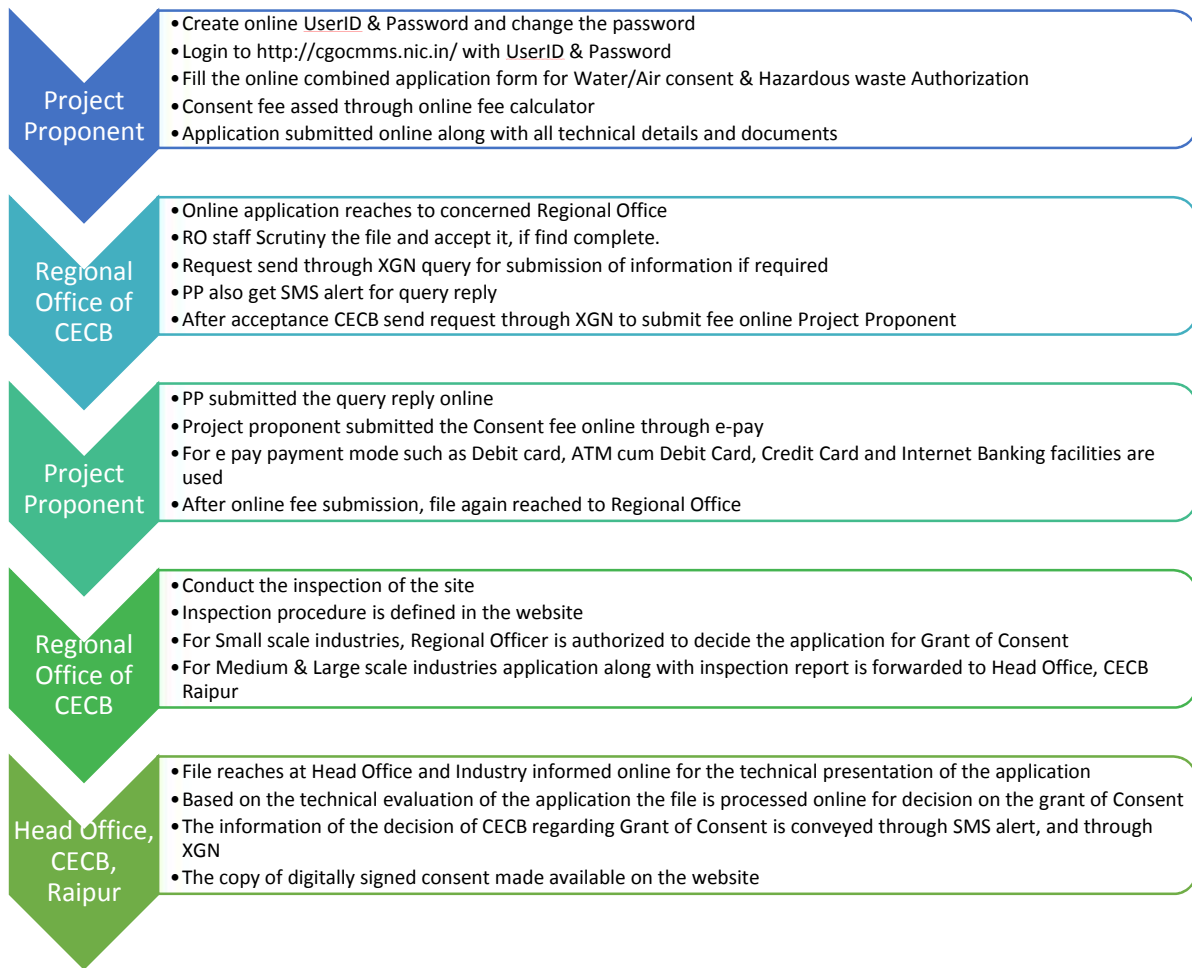 Project
Proponent
•Create online UserID & Password and change the password
•Login to http://cgocmms.nic.in/ with UserID & Password
•Fill the online combined application form for Water/Air consent & Hazardous waste Authorization
•Consent fee assed through online fee calculator
•Application submitted online along with all technical details and documents
Regional
Office of
CECB
•Online application reaches to concerned Regional Office
•RO staff Scrutiny the file and accept it, if find complete.
•Request send through XGN query for submission of information if required
•PP also get SMS alert for query reply
•After acceptance CECB send request through XGN to submit fee online Project Proponent
Project
Proponent
•PP submitted the query reply online
•Project proponent submitted the Consent fee online through e-pay
•For e pay payment mode such as Debit card, ATM cum Debit Card, Credit Card and Internet Banking facilities are
used
•After online fee submission, file again reached to Regional Office
Regional
Office of
CECB
•Conduct the inspection of the site
•Inspection procedure is defined in the website
•For Small scale industries, Regional Officer is authorized to decide the application for Grant of Consent
•For Medium & Large scale industries application along with inspection report is forwarded to Head Office, CECB
Raipur
Head Office,
CECB,
Raipur
•File reaches at Head Office and Industry informed online for the technical presentation of the application
•Based on the technical evaluation of the application the file is processed online for decision on the grant of Consent
•The information of the decision of CECB regarding Grant of Consent is conveyed through SMS alert, and through
XGN
•The copy of digitally signed consent made available on the website